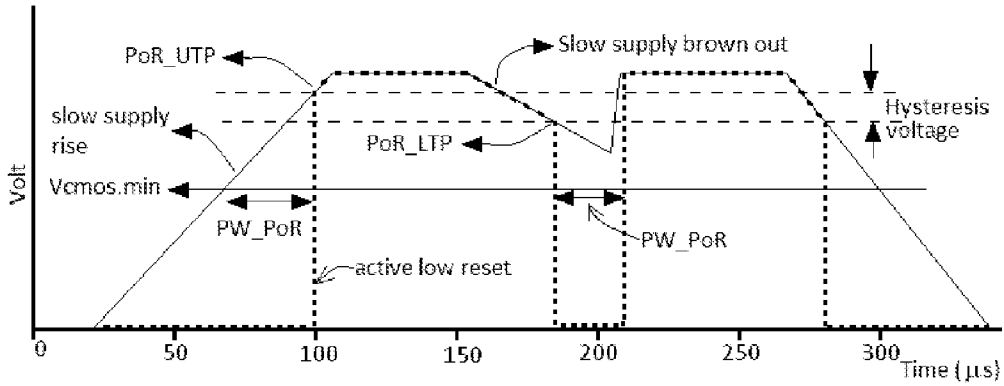 PoR_UTP
Slow supply brown out
slow supply
rise
Hysteresis
voltage
PoR_LTP
Volt
Vcmos.min
PW_PoR
PW_PoR
active low reset
0
50
100
150
200
250
300
Time (μs)